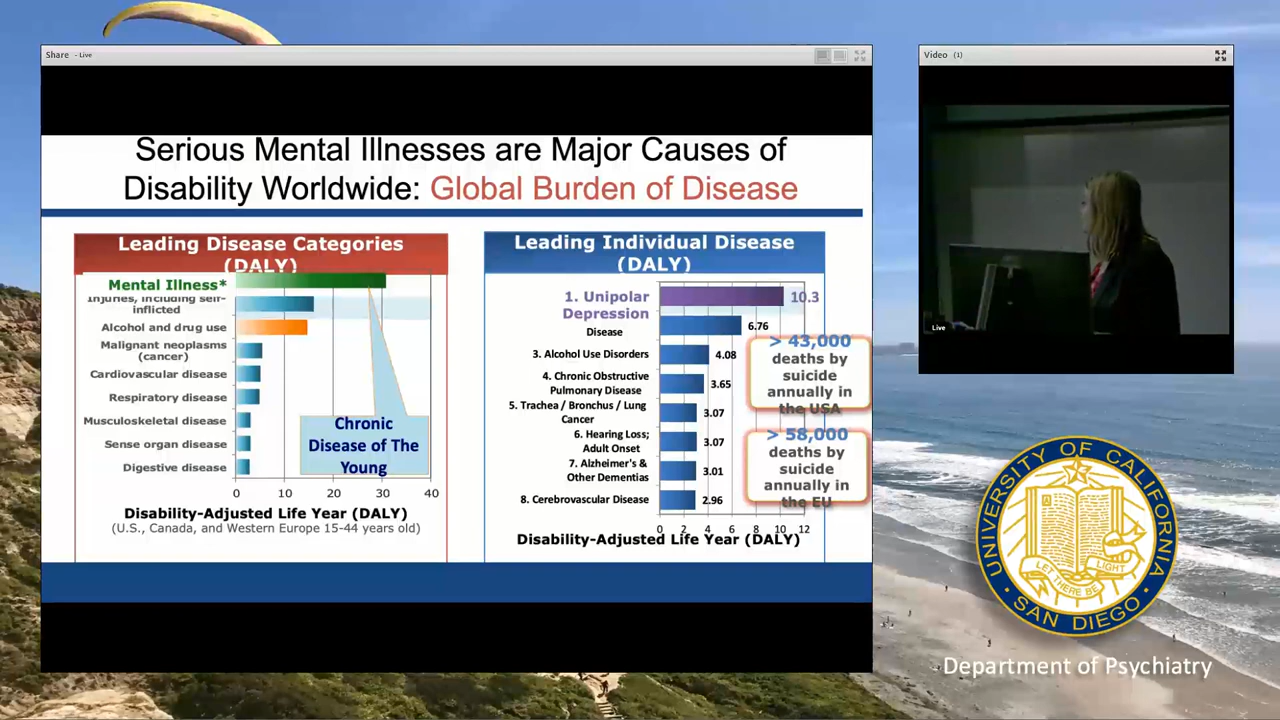 Share - Live
Video (1)
Serious Mental Illnesses are Major Causes of
Disability Worldwide: Global Burden of Disease
Leading Disease Categories
(DALY)
Mental Illness*
Injuries, including self-
inflicted
Alcohol and drug use
Malignant neoplasms
(cancer)
Cardiovascular disease
Respiratory disease
Musculoskeletal disease
Sense organ disease
Digestive disease
Chronic
Disease of The
Young
0 10 20 30 40
Disability-Adjusted Life Year (DALY)
(U.S., Canada, and Western Europe 15-44 years old)
Leading Individual Disease
(DALY)
1. Unipolar
Depression
10.3
Disease
6.76
3. Alcohol Use Disorders
4.08
4. Chronic Obstructive
Pulmonary Disease
3.65
5. Trachea / Bronchus / Lung
Cancer
3.07
6. Hearing Loss;
Adult Onset
3.07
7. Alzheimer's &
Other Dementias
3.01
8. Cerebrovascular Disease
2.96
0 2 4 6 8 10 12
Disability-Adjusted Life Year (DALY)
> 43,000
deaths by
suicide
annually in
the USA
> 58,000
deaths by
suicide
annually in
the EU
Live
UNIVERSITY OF CALIFORNIA
LET THERE BE LIGHT
SAN DIEGO
Department of Psychiatry